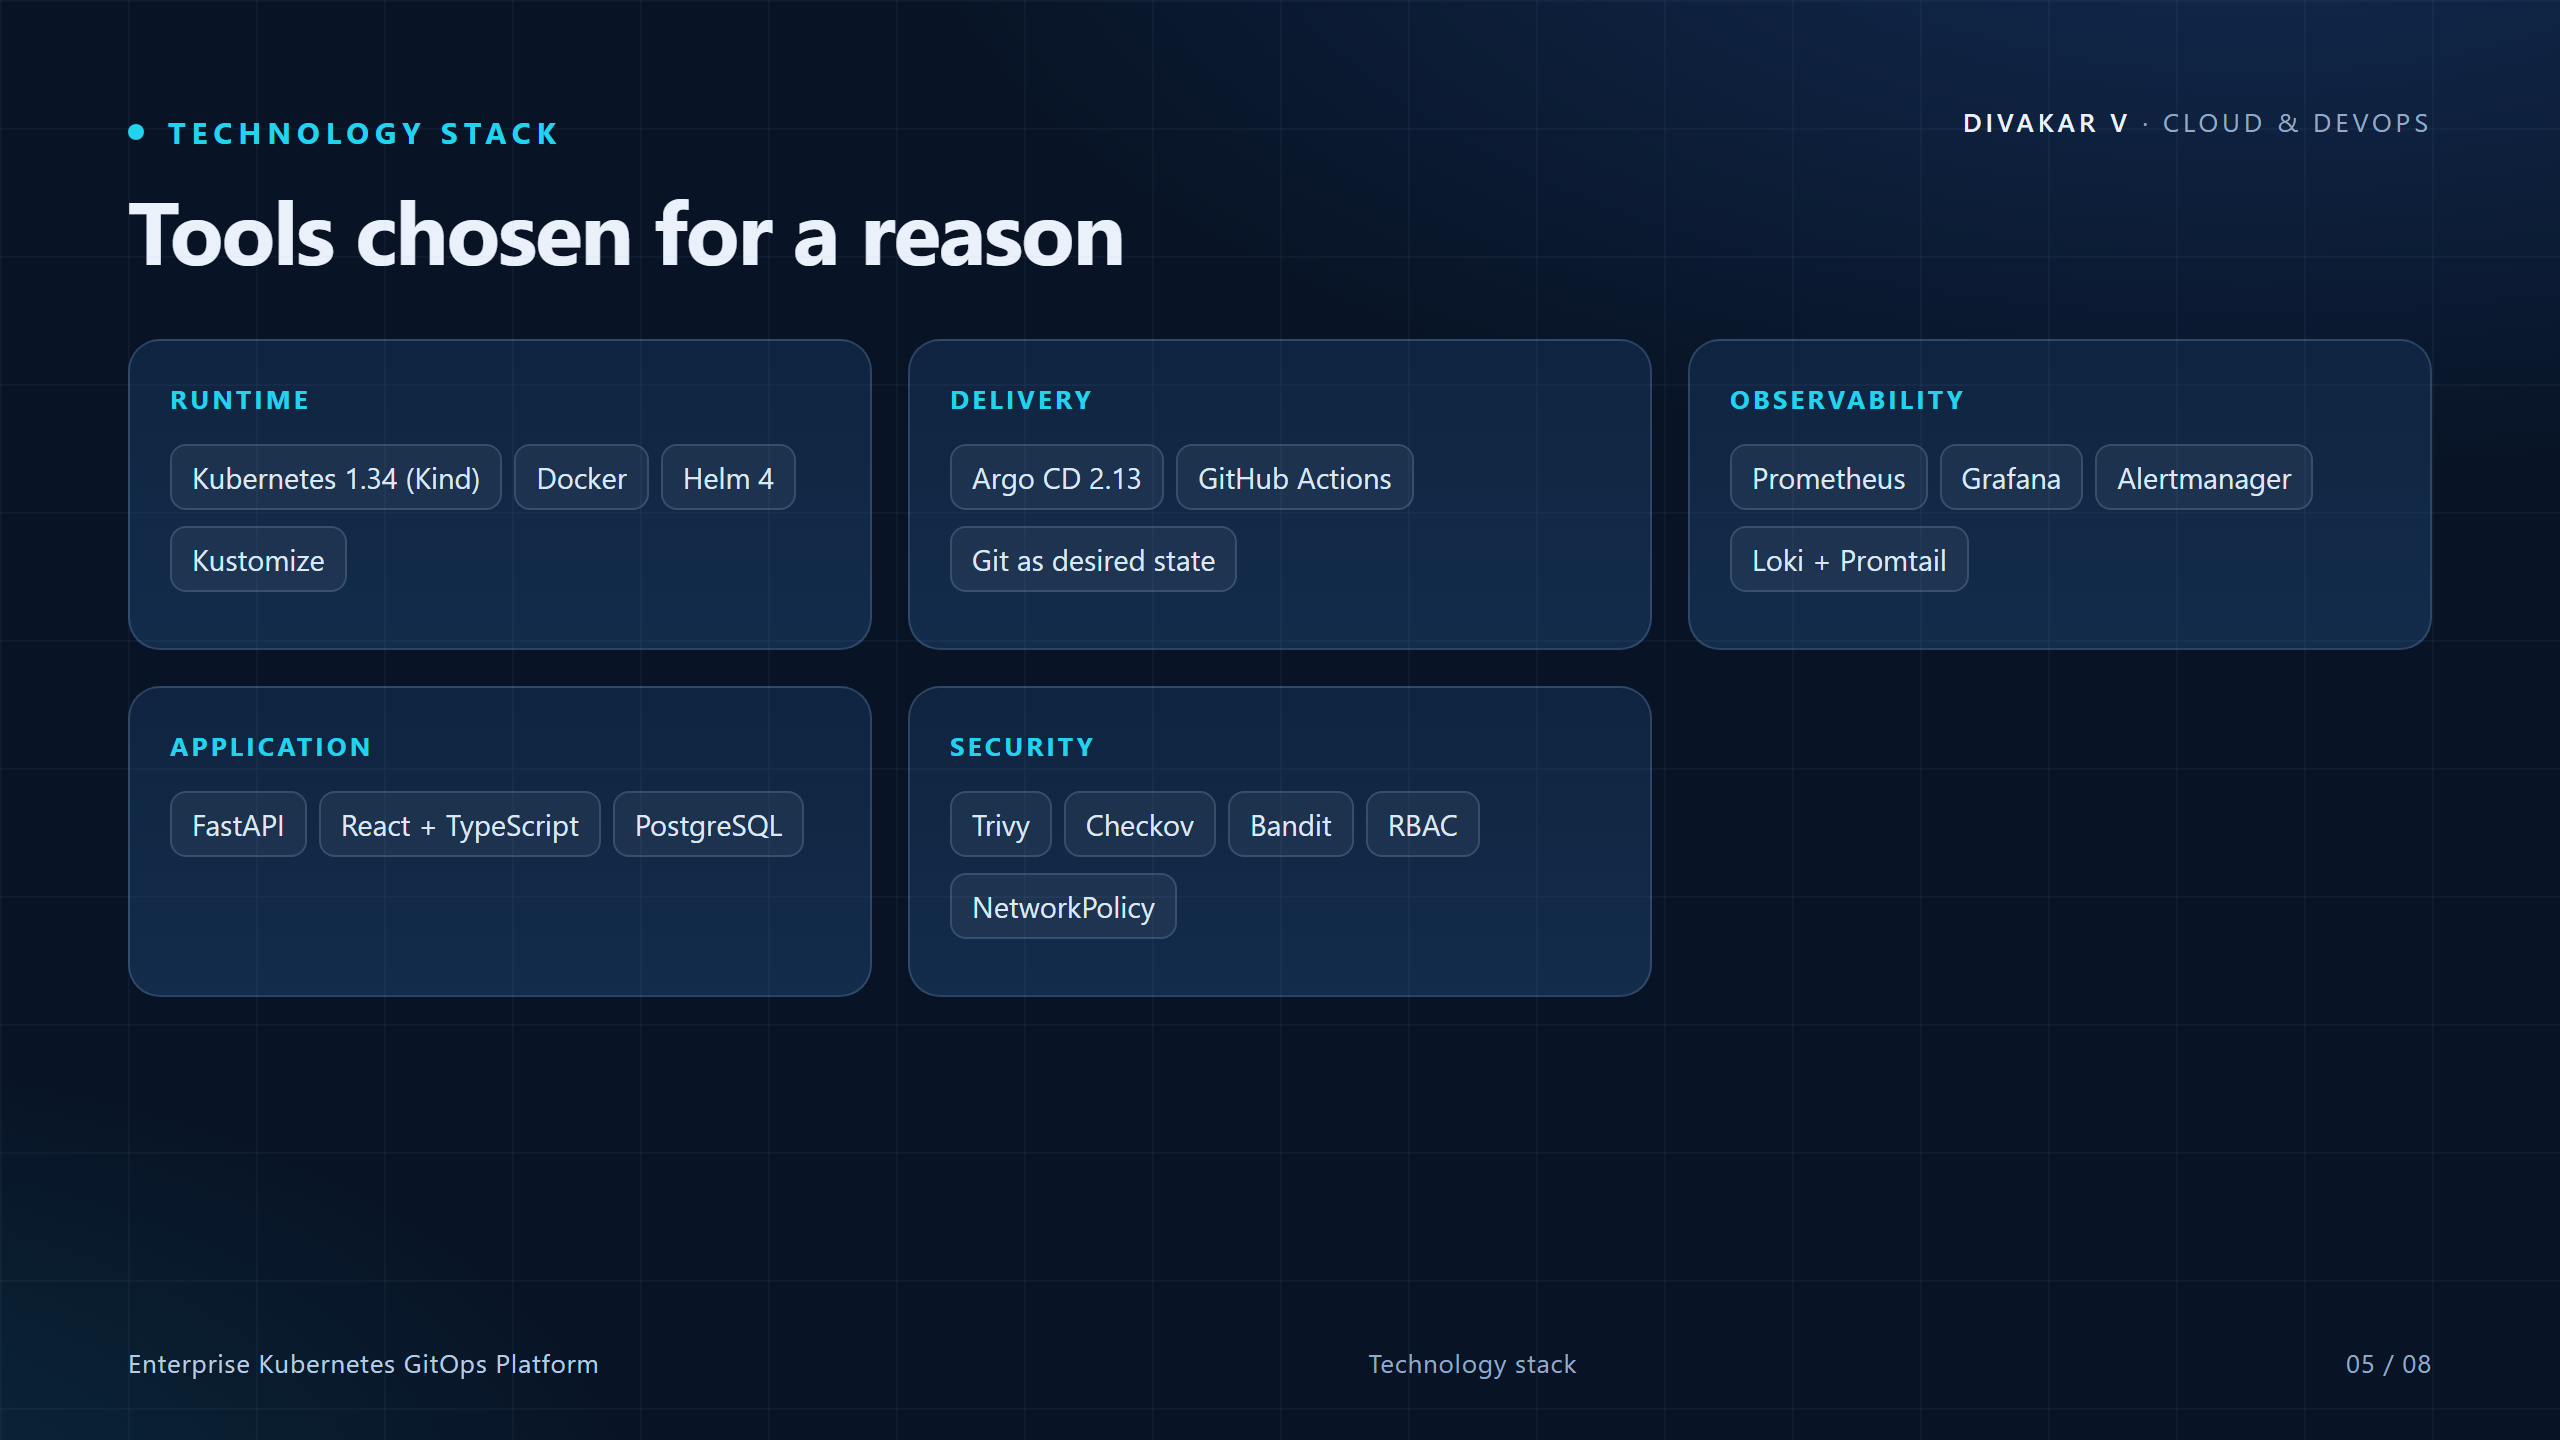 TECHNOLOGY STACK
DIVAKAR V · CLOUD & DEVOPS
Tools chosen for a reason
RUNTIME
Kubernetes 1.34 (Kind) Docker Helm 4
Kustomize
DELIVERY
Argo CD 2.13 GitHub Actions
Git as desired state
OBSERVABILITY
Prometheus Grafana Alertmanager
Loki + Promtail
APPLICATION
FastAPI React + TypeScript PostgreSQL
SECURITY
Trivy Checkov Bandit RBAC
NetworkPolicy
Enterprise Kubernetes GitOps Platform
Technology stack
05 / 08